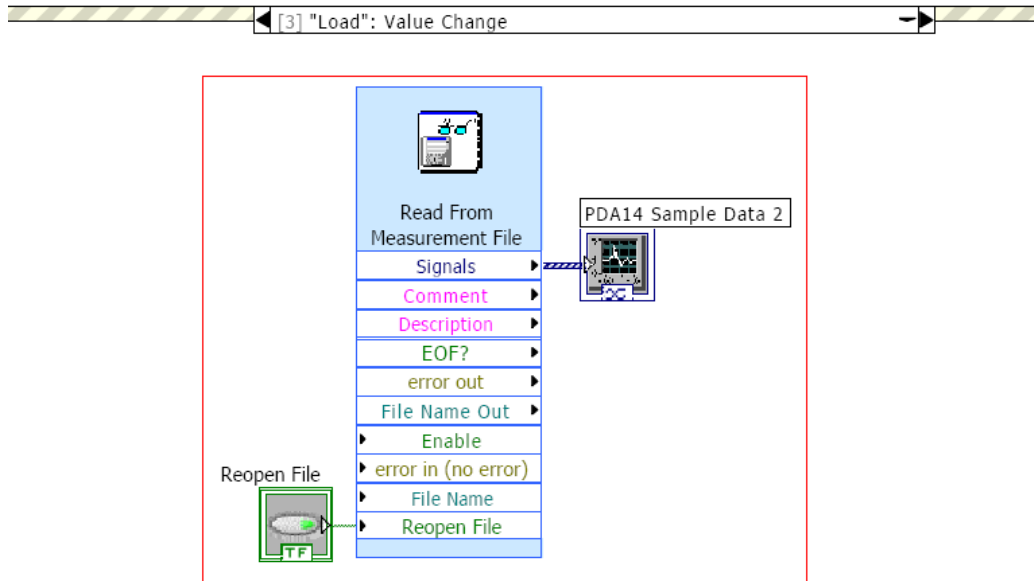 [3] "Load": Value Change
Read From
Measurement File
PDA14 Sample Data 2
Signals
Comment
Description
EOF?
error out
File Name Out
Enable
error in (no error)
File Name
Reopen File
Reopen File
TF